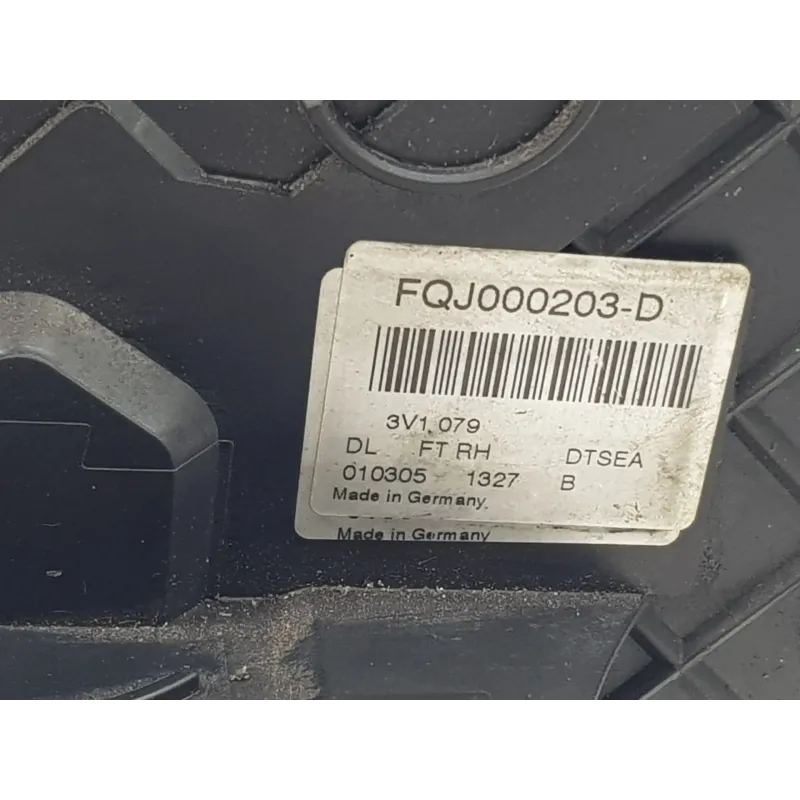 FQJ000203-D
3V1.079
DL FT RH DTSEA
010305 1327 B
Made in Germany
Made in Germany